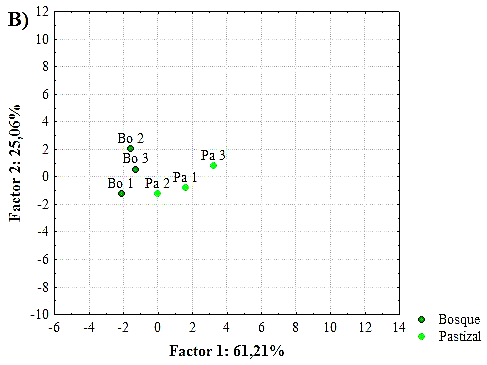 B)
12
10
8
6
4
2
0
-2
-4
-6
-8
-10
Factor 2: 25,06%
Bo 2
Bo 3
Pa 3
Bo 1
Pa 2
Pa 1
-6
-4
-2
0
2
4
6
8
10
12
14
Factor 1: 61,21%
Bosque
Pastizal